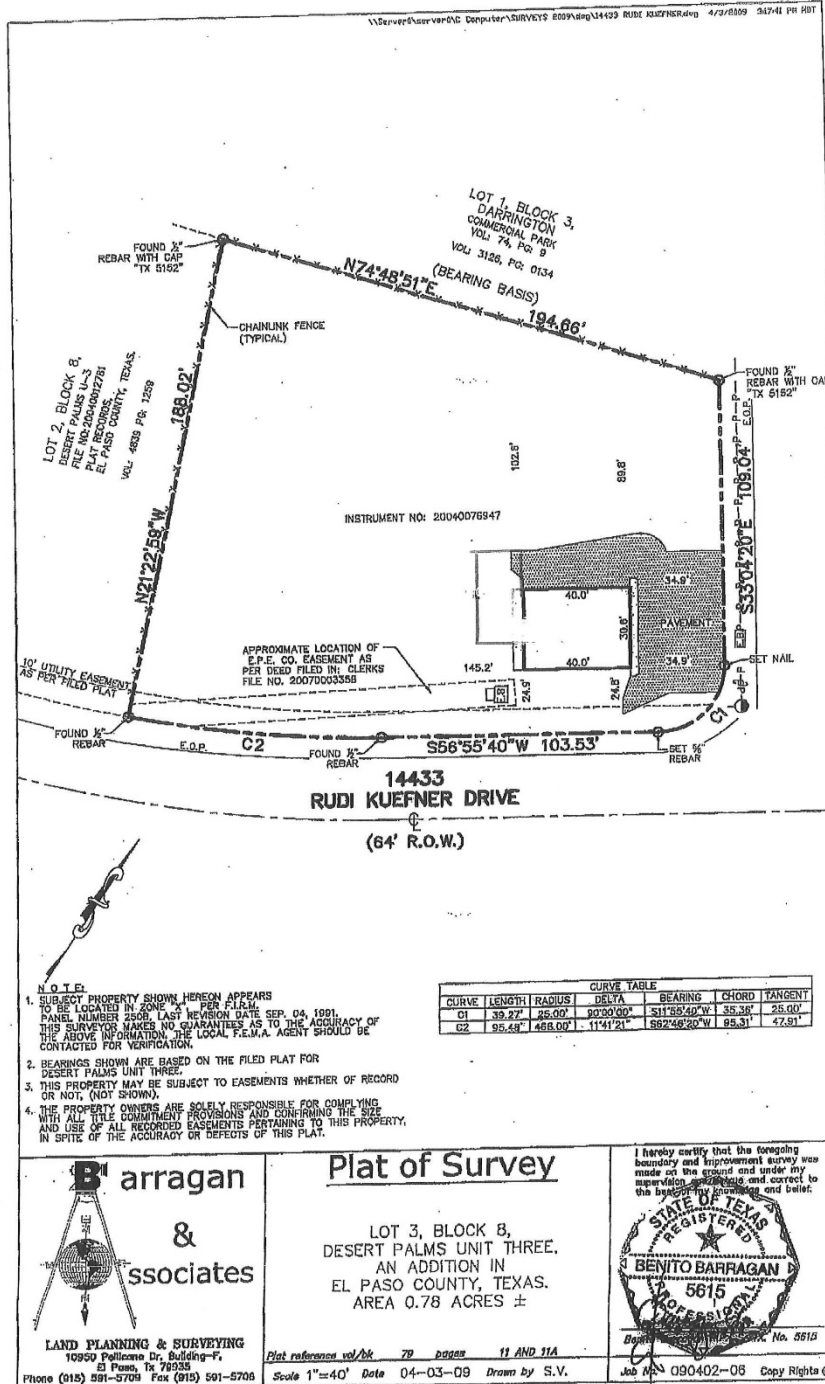 \\Server0\server0\C Computer\SURVEYS 2009\dwg\14433 RUDI KUEFNER.dwg 4/3/2009 3:47:41 PM MDT
LOT 1, BLOCK 3,
DARRINGTON
COMMERCIAL PARK
VOL: 74, PG: 9
VOL: 3126, PG: 0134
(BEARING BASIS)
N74°48'51"E
194.66'
FOUND ½"
REBAR WITH CAP
"TX 5152"
CHAINLINK FENCE
(TYPICAL)
FOUND ½"
REBAR WITH CAP
"TX 5152"
LOT 2, BLOCK 8,
DESERT PALMS U-3
FILE NO: 20040012781
PLAT RECORDS,
EL PASO COUNTY, TEXAS.
VOL: 4839 PG: 1259
188.02'
N21°22'59"W
102.5'
89.8'
E.O.P.
S33°04'20"E 109.04'
INSTRUMENT NO: 20040076947
34.9'
40.0'
39.6'
PAVEMENT
40.0'
34.9'
SET NAIL
APPROXIMATE LOCATION OF
E.P.E. CO. EASEMENT AS
PER DEED FILED IN: CLERKS
FILE NO. 20070003358
145.2'
24.9'
24.8'
10' UTILITY EASEMENT
AS PER FILED PLAT
FOUND ½"
REBAR
E.O.P.
C2
FOUND ½"
REBAR
S56°55'40"W 103.53'
SET ⅝"
REBAR
C1
14433
RUDI KUEFNER DRIVE
(64' R.O.W.)
NOTE:
1. SUBJECT PROPERTY SHOWN HEREON APPEARS
TO BE LOCATED IN ZONE "X", PER F.I.R.M.
PANEL NUMBER 250B, LAST REVISION DATE SEP. 04, 1991.
THIS SURVEYOR MAKES NO GUARANTEES AS TO THE ACCURACY OF
THE ABOVE INFORMATION. THE LOCAL F.E.M.A. AGENT SHOULD BE
CONTACTED FOR VERIFICATION.
2. BEARINGS SHOWN ARE BASED ON THE FILED PLAT FOR
DESERT PALMS UNIT THREE.
3. THIS PROPERTY MAY BE SUBJECT TO EASEMENTS WHETHER OF RECORD
OR NOT, (NOT SHOWN).
4. THE PROPERTY OWNERS ARE SOLELY RESPONSIBLE FOR COMPLYING
WITH ALL TITLE COMMITMENT PROVISIONS AND CONFIRMING THE SIZE
AND USE OF ALL RECORDED EASEMENTS PERTAINING TO THIS PROPERTY,
IN SPITE OF THE ACCURACY OR DEFECTS OF THIS PLAT.
CURVE TABLE
CURVE LENGTH RADIUS DELTA BEARING CHORD TANGENT
C1 39.27' 25.00' 90°00'00" S11°55'40"W 35.36' 25.00'
C2 95.48' 468.00' 11°41'21" S62°46'20"W 95.31' 47.91'
Barragan
&
ssociates
LAND PLANNING & SURVEYING
10950 Pellicano Dr, Building-F,
El Paso, Tx 79935
Phone (915) 591-5709 Fax (915) 591-5706
Plat of Survey
LOT 3, BLOCK 8,
DESERT PALMS UNIT THREE,
AN ADDITION IN
EL PASO COUNTY, TEXAS.
AREA 0.78 ACRES ±
Plat reference vol/bk 79 pages 11 AND 11A
Scale 1"=40' Date 04-03-09 Drawn by S.V.
I hereby certify that the foregoing
boundary and improvement survey was
made on the ground and under my
supervision and correct to
the best of my knowledge and belief.
STATE OF TEXAS
REGISTERED
BENITO BARRAGAN
5615
PROFESSIONAL
No. 5615
Job No. 090402-06 Copy Rights ©